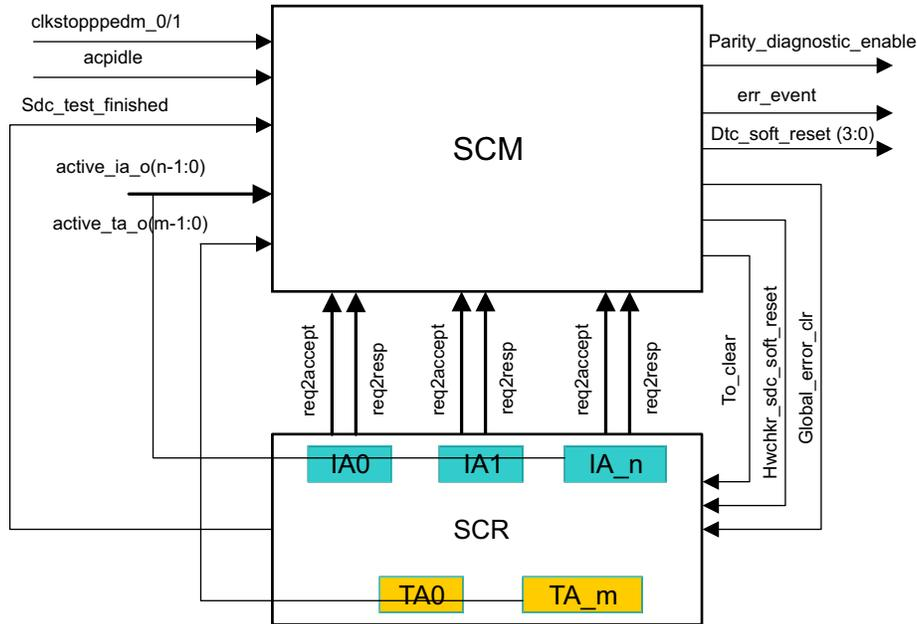 clkstopppedm_0/1
acpidle
Sdc_test_finished
active_ia_o(n-1:0)
active_ta_o(m-1:0)
SCM
Parity_diagnostic_enable
err_event
Dtc_soft_reset (3:0)
req2accept
req2resp
req2accept
req2resp
req2accept
req2resp
To_clear
Hwchkr_sdc_soft_reset
Global_error_clr
IA0
IA1
IA_n
SCR
TA0
TA_m